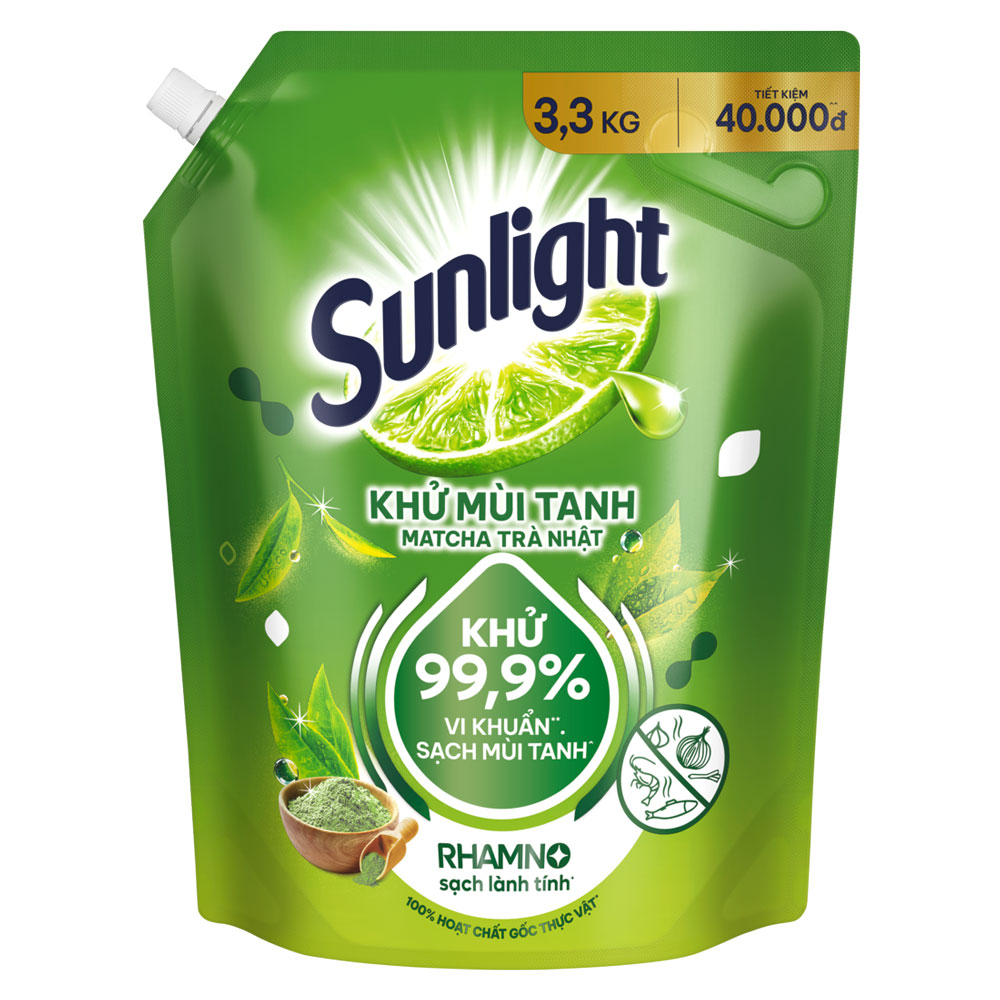 3,3 KG
TIẾT KIỆM
40.000^^đ
Sunlight
KHỬ MÙI TANH
MATCHA TRÀ NHẬT
KHỬ
99,9%
VI KHUẨN**.
SẠCH MÙI TANH^
RHAMNO
sạch lành tính*
100% HOẠT CHẤT GỐC THỰC VẬT*